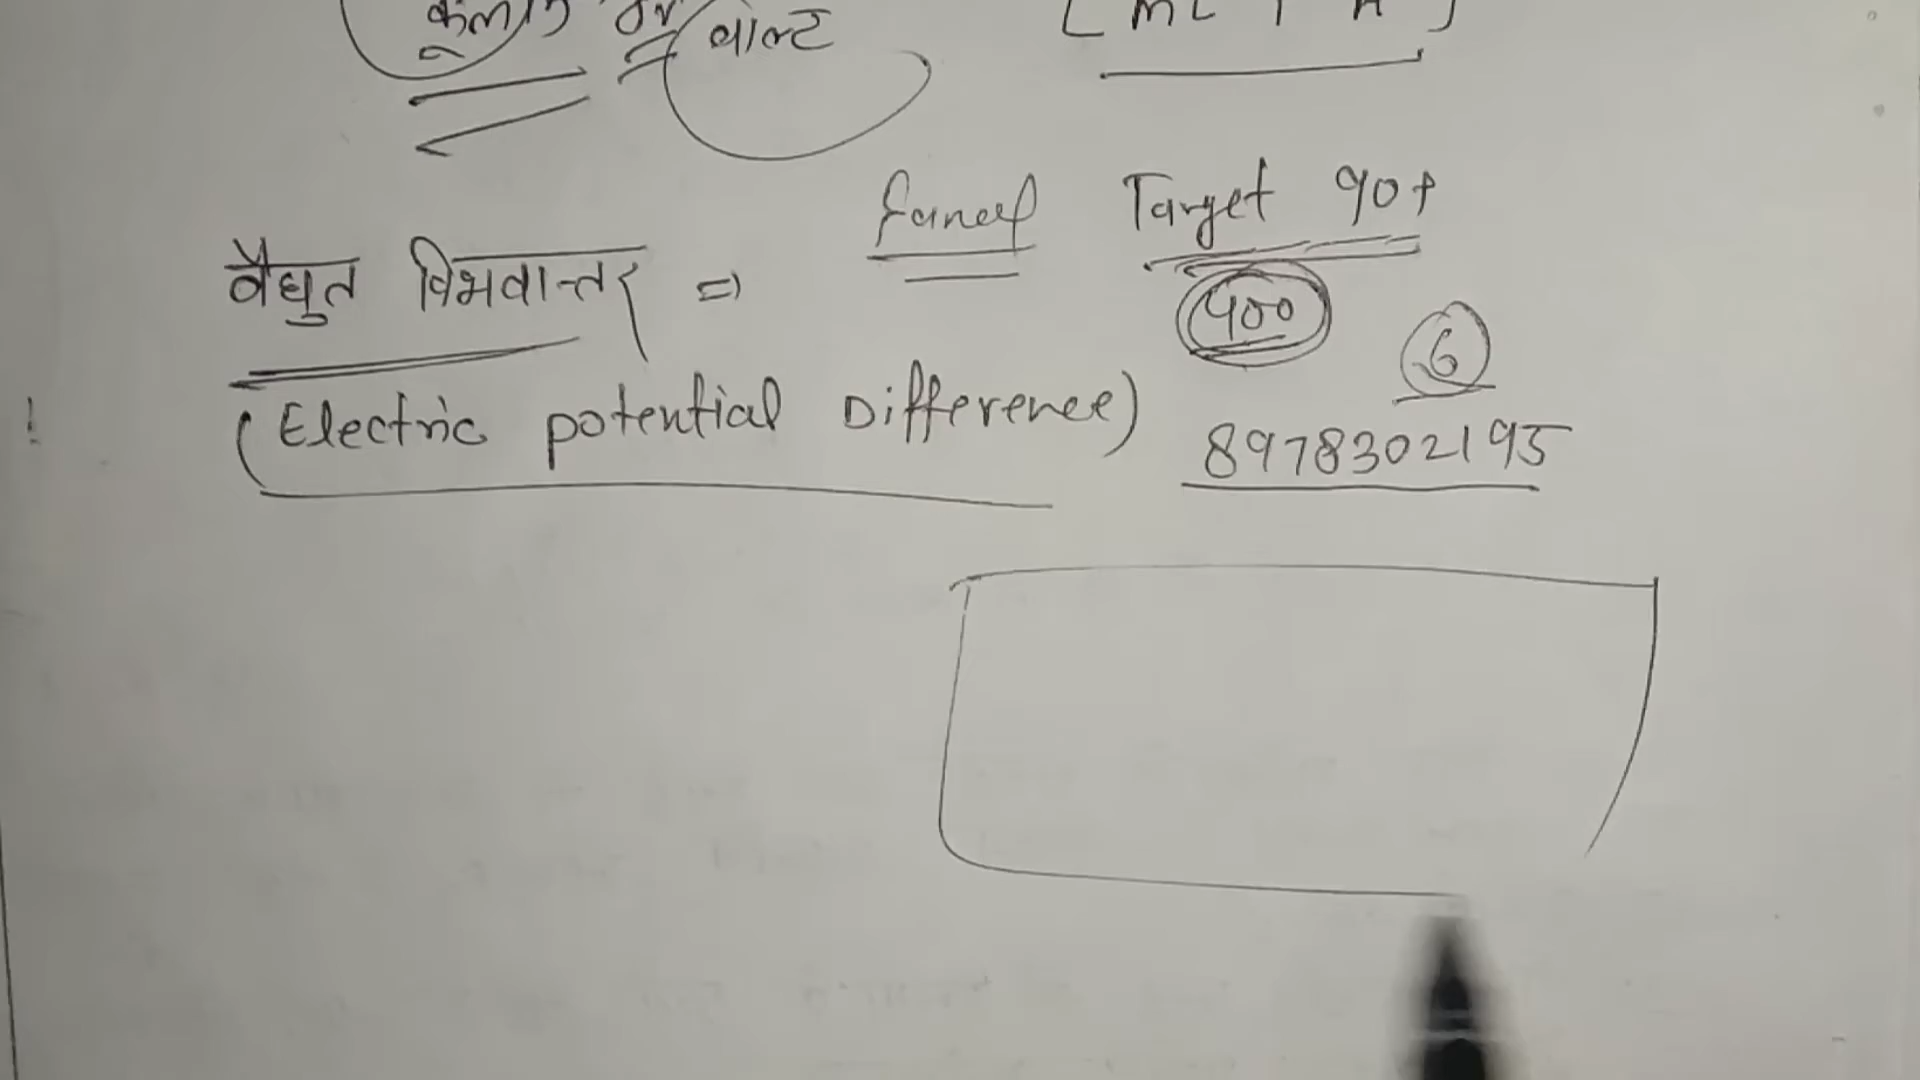 वोल्ट
Target 90+
वैधुत विभवान्तर ⇒
400
6
(Electric potential Difference)
8978302195